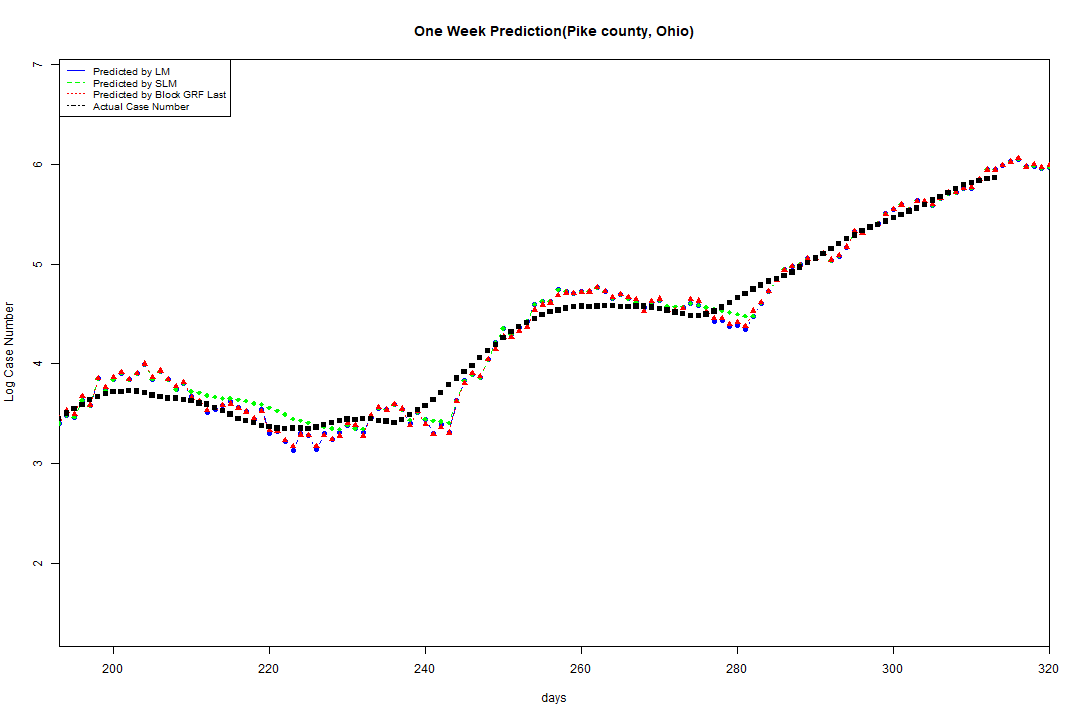 One Week Prediction(Pike county, Ohio)
Predicted by LM
Predicted by SLM
Predicted by Block GRF Last
Actual Case Number
7
6
5
4
3
2
Log Case Number
200 220 240 260 280 300 320
days